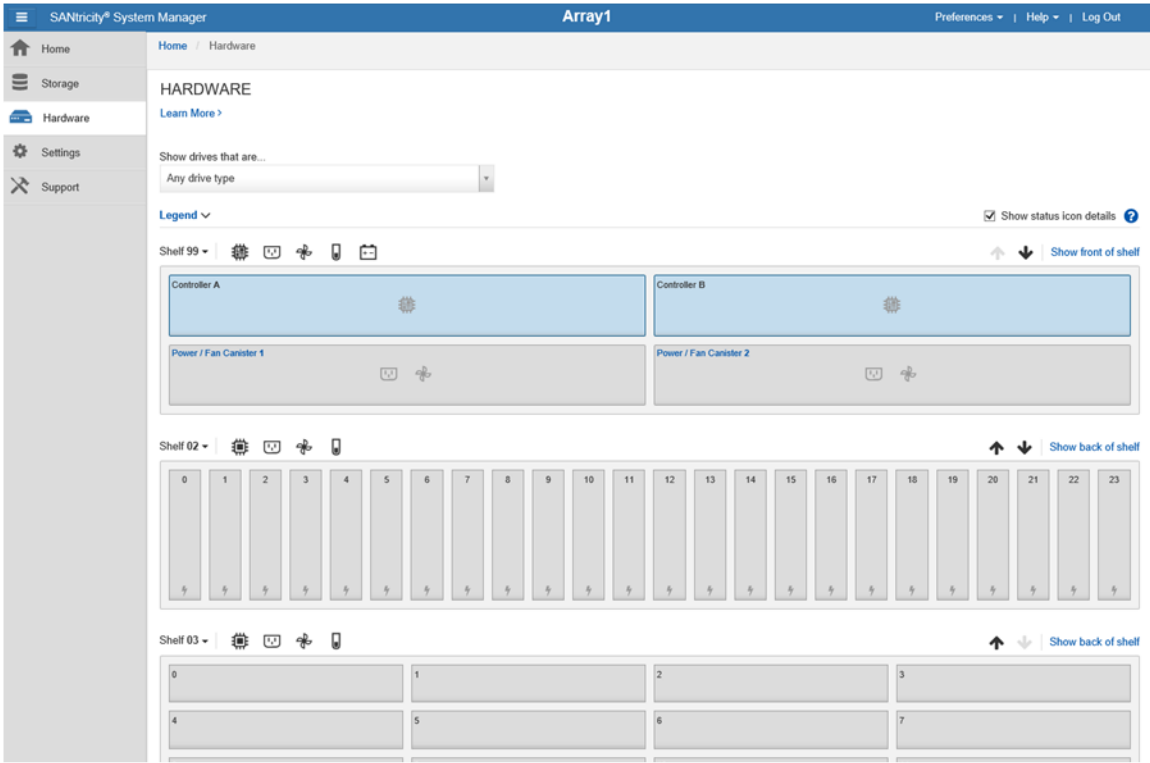 SANtricity® System Manager Array1 Preferences | Help | Log Out
Home
Storage
Hardware
Settings
Support
Home / Hardware
HARDWARE
Learn More >
Show drives that are...
Any drive type
Legend
Show status icon details ?
Shelf 99 Show front of shelf
Controller A Controller B
Power / Fan Canister 1 Power / Fan Canister 2
Shelf 02 Show back of shelf
0 1 2 3 4 5 6 7 8 9 10 11 12 13 14 15 16 17 18 19 20 21 22 23
Shelf 03 Show back of shelf
0 1 2 3
4 5 6 7